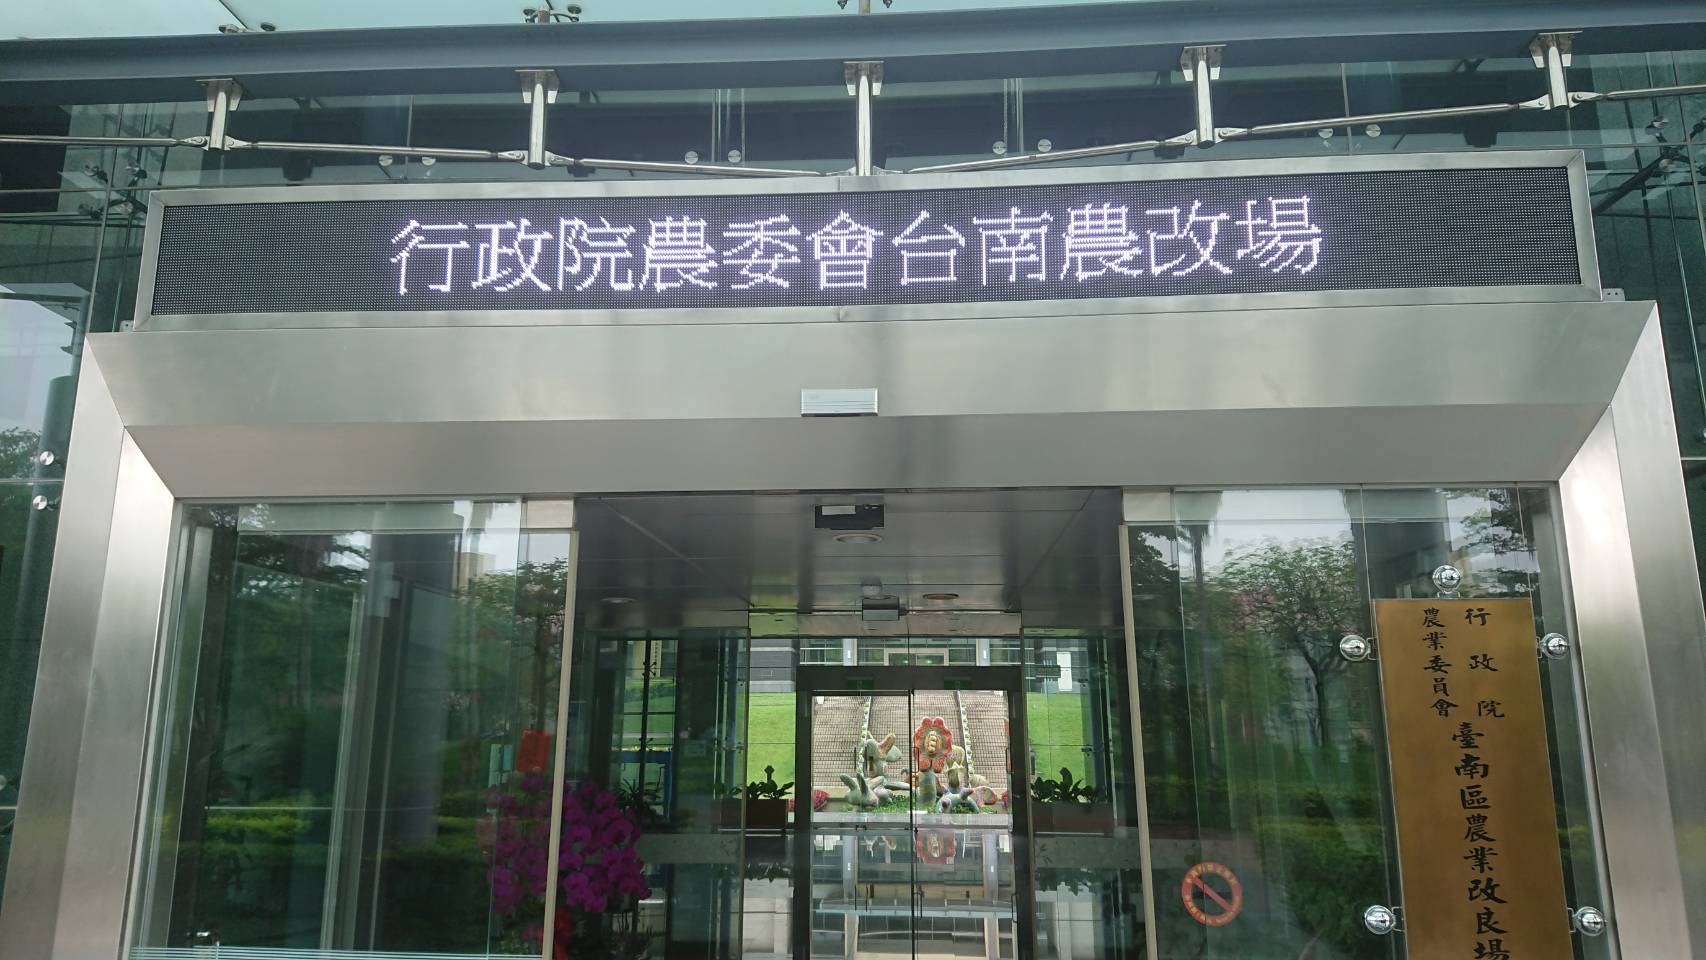 行政院農委會台南農改場
行政院
農業委員會
臺南區農業改良場